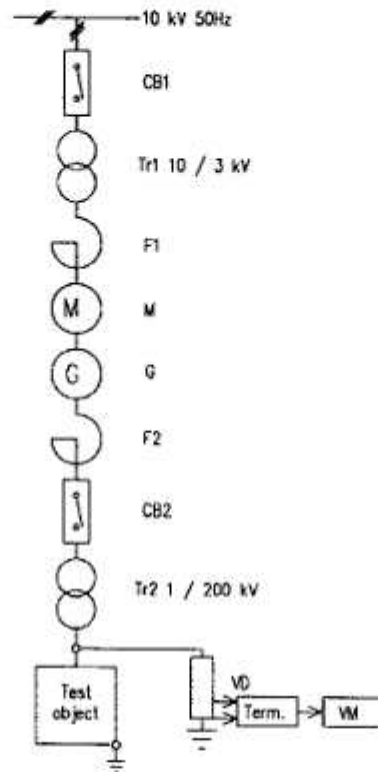 10 kV 50Hz
CB1
Tr1 10 / 3 kV
F1
M M
G G
F2
CB2
Tr2 1 / 200 kV
Test
object
VD
Term.
VM